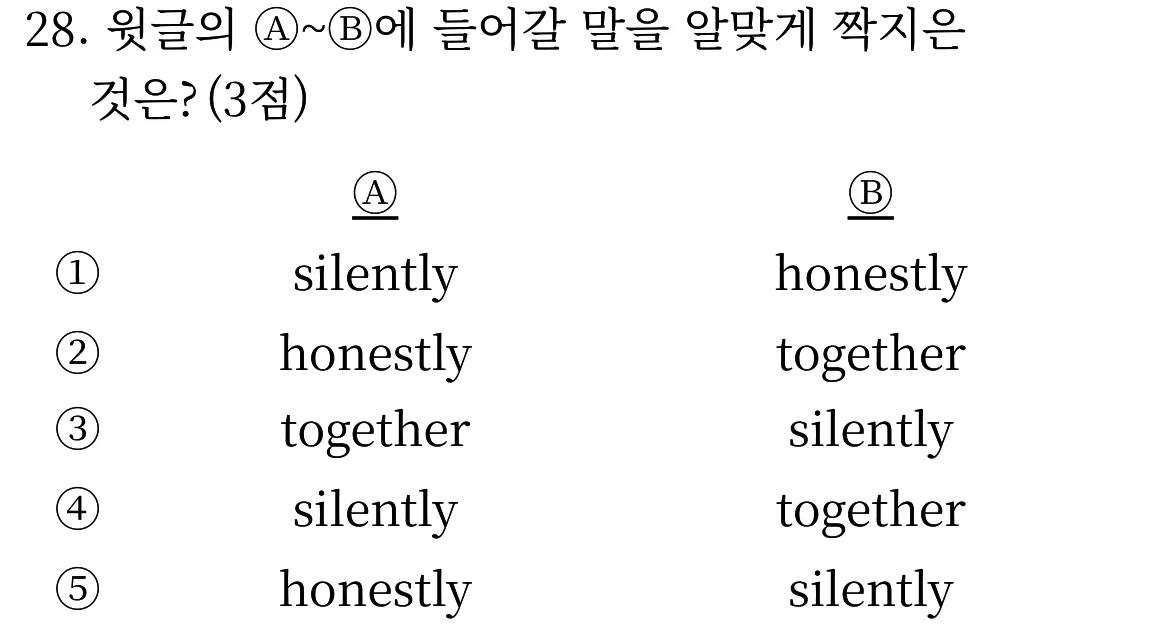 28. 윗글의 Ⓐ~Ⓑ에 들어갈 말을 알맞게 짝지은
것은?(3점)
Ⓐ Ⓑ
① silently honestly
② honestly together
③ together silently
④ silently together
⑤ honestly silently